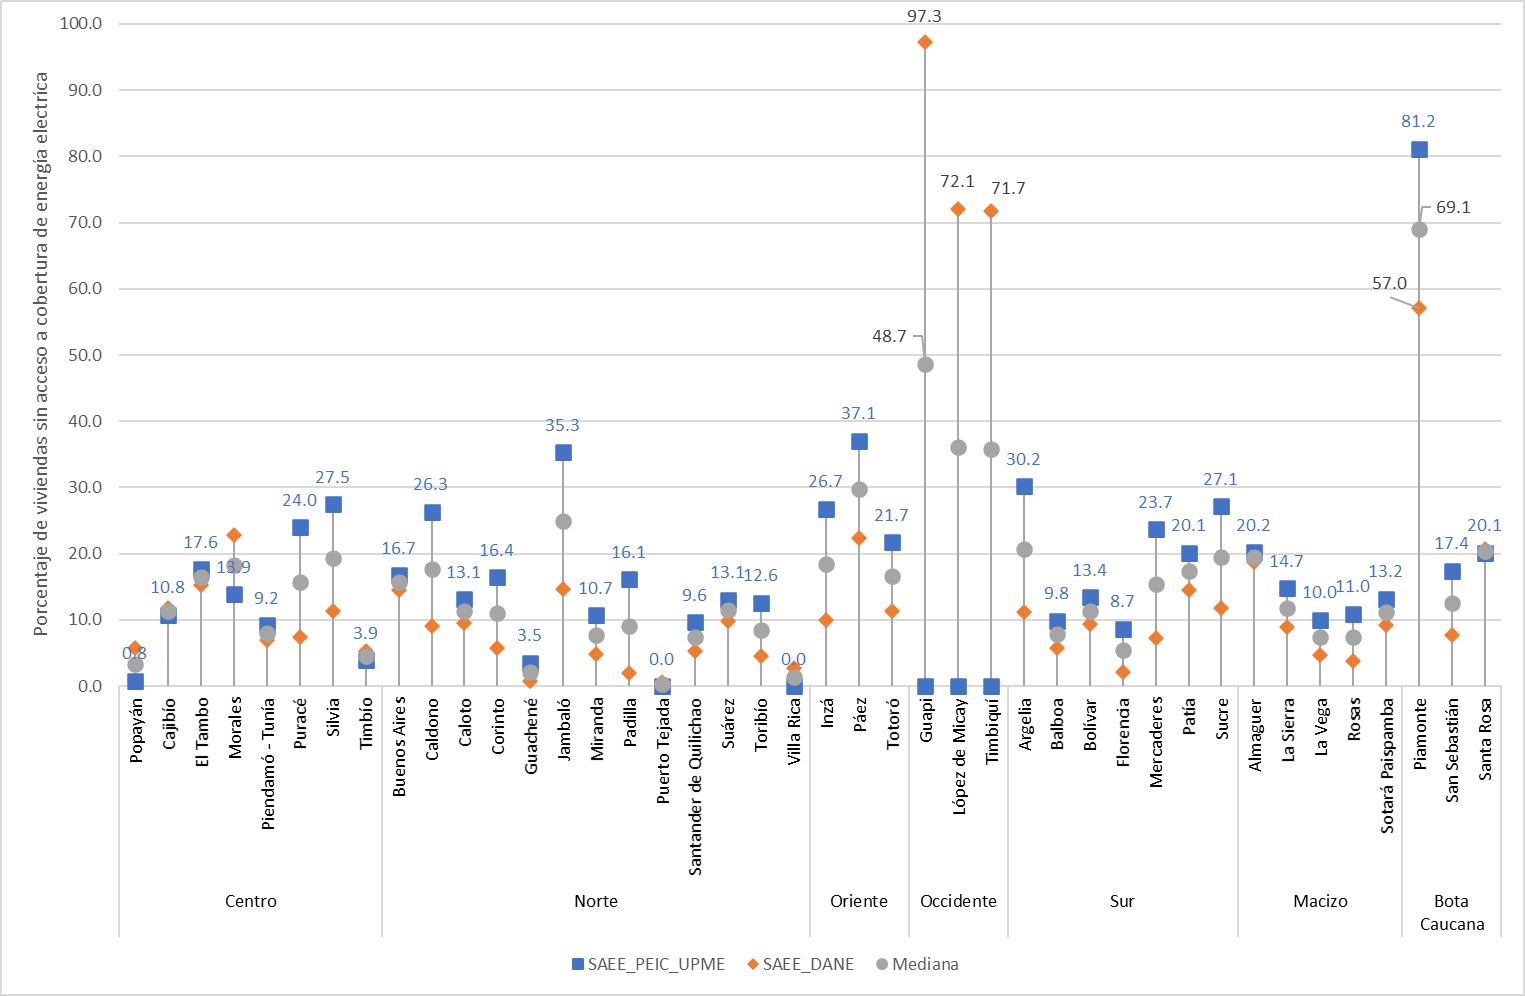 Porcentaje de viviendas sin acceso a cobertura de energía electríca
100.0
90.0
80.0
70.0
60.0
50.0
40.0
30.0
20.0
10.0
0.0
0.8
10.8
17.6
13.9
9.2
24.0
27.5
3.9
16.7
26.3
13.1
16.4
3.5
35.3
10.7
16.1
0.0
9.6
13.1
12.6
0.0
26.7
37.1
21.7
97.3
48.7
72.1
71.7
30.2
9.8
13.4
8.7
23.7
20.1
27.1
20.2
14.7
10.0
11.0
13.2
81.2
69.1
57.0
17.4
20.1
Popayán
Cajibío
El Tambo
Morales
Piendamó - Tunía
Puracé
Silvia
Timbío
Buenos Aires
Caldono
Caloto
Corinto
Guachené
Jambaló
Miranda
Padilla
Puerto Tejada
Santander de Quilichao
Suárez
Toribío
Villa Rica
Inzá
Páez
Totoró
Guapi
López de Micay
Timbiquí
Argelia
Balboa
Bolívar
Florencia
Mercaderes
Patía
Sucre
Almaguer
La Sierra
La Vega
Rosas
Sotará Paispamba
Piamonte
San Sebastián
Santa Rosa
Centro
Norte
Oriente
Occidente
Sur
Macizo
Bota
Caucana
SAEE_PEIC_UPME
SAEE_DANE
Mediana